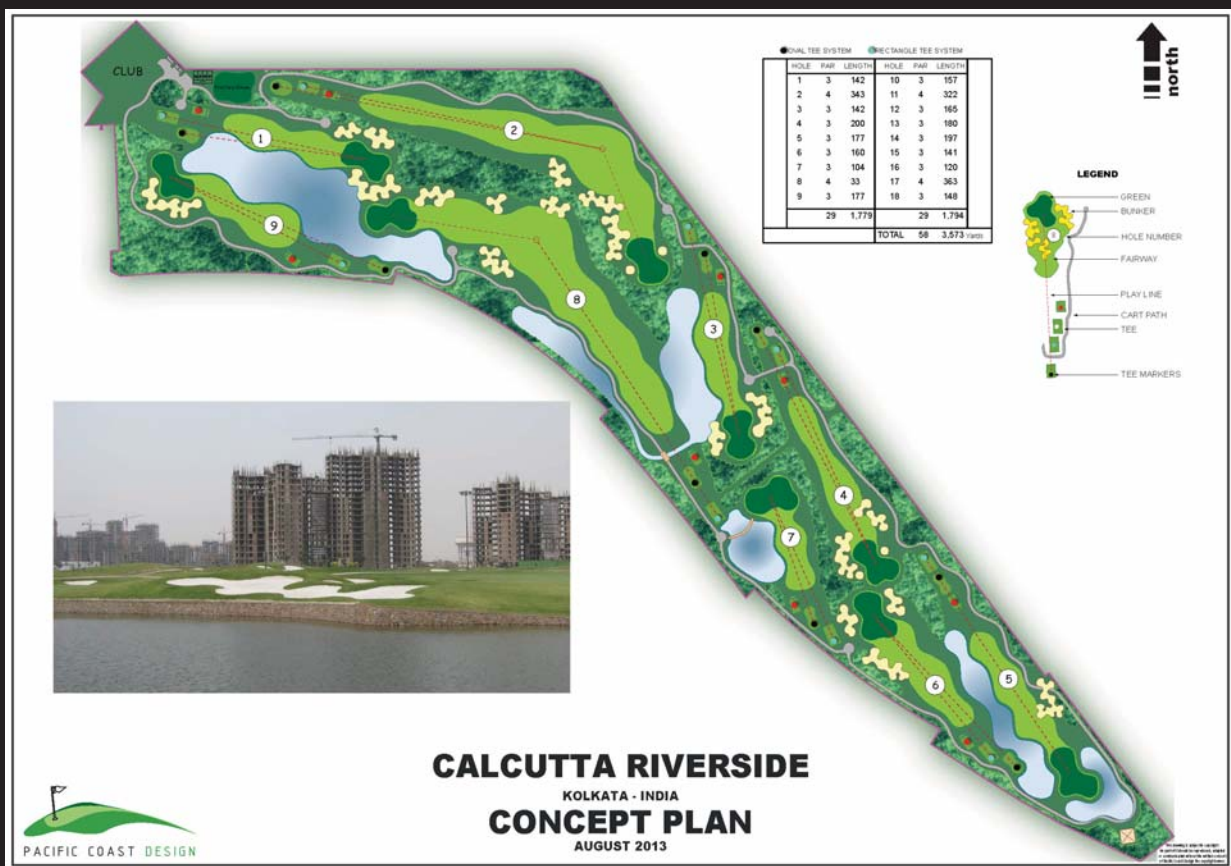 CLUB
OVAL TEE SYSTEM RECTANGLE TEE SYSTEM
HOLE PAR LENGTH HOLE PAR LENGTH
1 3 142 10 3 157
2 4 343 11 4 322
3 3 142 12 3 165
4 3 200 13 3 180
5 3 177 14 3 197
6 3 160 15 3 141
7 3 104 16 3 120
8 4 33 17 4 363
9 3 177 18 3 148
29 1,779 29 1,794
TOTAL 58 3,573 Yards
north
LEGEND
GREEN
BUNKER
HOLE NUMBER
FAIRWAY
PLAY LINE
CART PATH
TEE
TEE MARKERS
1
2
9
8
3
4
7
6
5
CALCUTTA RIVERSIDE
KOLKATA - INDIA
CONCEPT PLAN
AUGUST 2013
PACIFIC COAST DESIGN